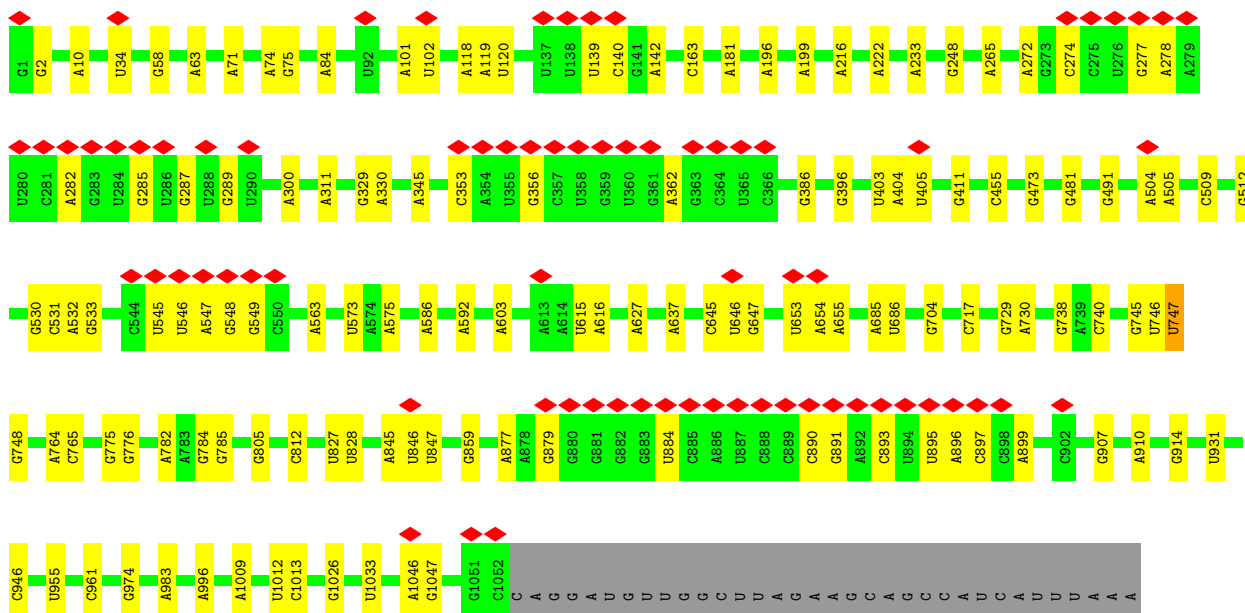 G1 G2 A10 U34 G58 A63 A71 A74 G75 A84 U92 A101 U102 A118 A119 U120 U137 U138 U139 C140 G141 A142 C163 A181 A196 A199 A216 A222 A233 G248 A265 A272 G273 C274 C275 U276 G277 A278 A279
U280 C281 A282 G283 U284 G285 U286 G287 U288 G289 U290 A300 A311 G329 A330 A345 C353 A354 U355 G356 C357 U358 G359 U360 G361 A362 G363 C364 U365 C366 G386 G396 U403 A404 U405 G411 C455 G473 G481 G491 A504 A505 C509 G512
G530 C531 A532 G533 C544 U545 U546 A547 G548 G549 C550 A563 U573 A574 A575 A586 A592 A603 A613 A614 U615 A616 A627 A637 C645 U646 G647 U653 A654 A655 A685 U686 G704 C717 G729 A730 G738 A739 C740 G745 U746 U747
G748 A764 C765 G775 G776 A782 A783 G784 G785 G805 C812 U827 U828 A845 U846 U847 G859 A877 A878 G879 G880 G881 G882 G883 U884 C885 A886 U887 C888 C889 C890 G891 A892 C893 U894 U895 A896 C897 C898 A899 C902 G907 A910 G914 U931
C946 U955 C961 G974 A983 A996 A1009 U1012 C1013 G1026 U1033 A1046 G1047 G1051 C1052 C A G G A U G U U G G C U U A G A A G C A G C C A U C A U U U A A A